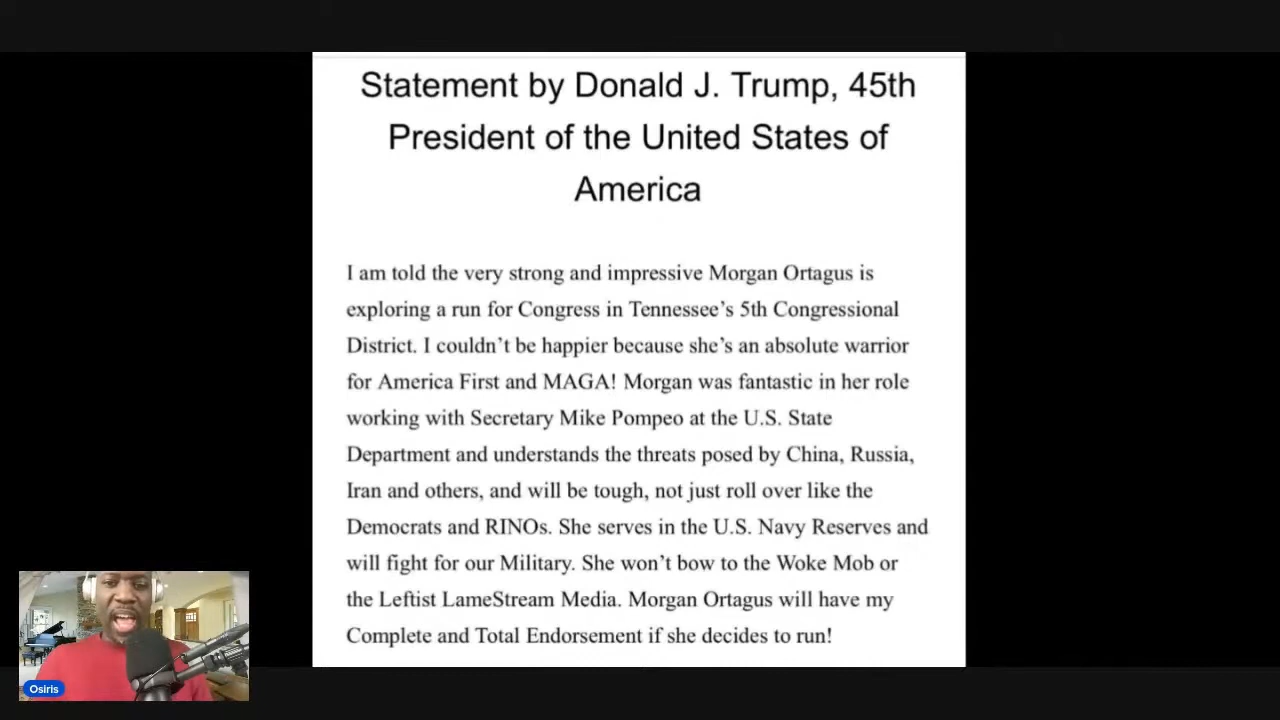 Statement by Donald J. Trump, 45th
President of the United States of
America
I am told the very strong and impressive Morgan Ortagus is
exploring a run for Congress in Tennessee’s 5th Congressional
District. I couldn’t be happier because she’s an absolute warrior
for America First and MAGA! Morgan was fantastic in her role
working with Secretary Mike Pompeo at the U.S. State
Department and understands the threats posed by China, Russia,
Iran and others, and will be tough, not just roll over like the
Democrats and RINOs. She serves in the U.S. Navy Reserves and
will fight for our Military. She won’t bow to the Woke Mob or
the Leftist LameStream Media. Morgan Ortagus will have my
Complete and Total Endorsement if she decides to run!
Osiris